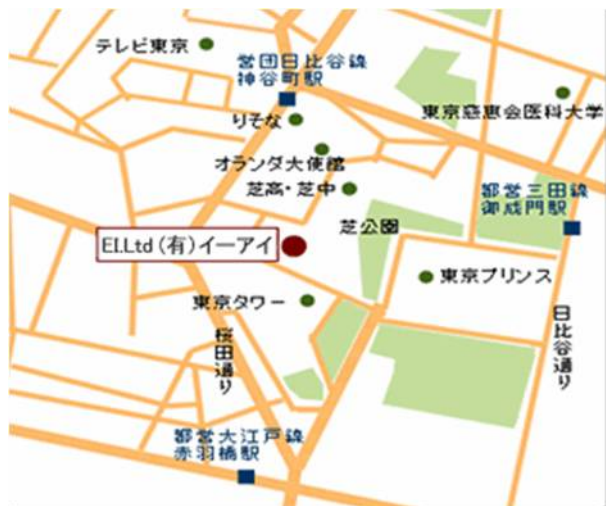 テレビ東京
営団日比谷線
神谷町駅
東京慈恵会医科大学
りそな
オランダ大使館
芝高・芝中
都営三田線
御成門駅
芝公園
EI.Ltd (有)イーアイ
東京プリンス
東京タワー
桜田通り
日比谷通り
都営大江戸線
赤羽橋駅